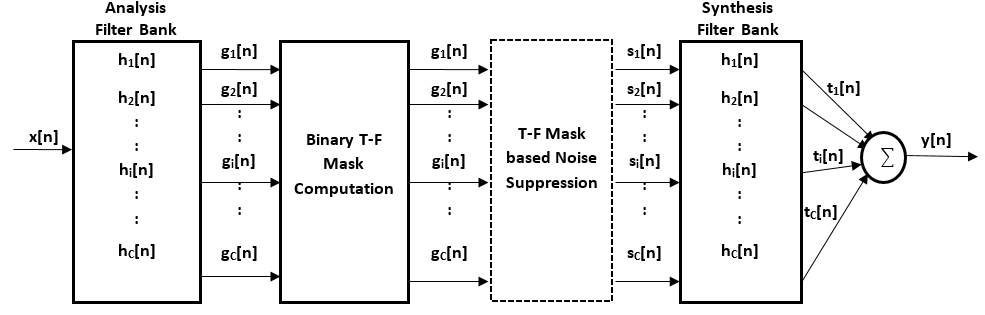 Analysis
Filter Bank
Synthesis
Filter Bank
x[n]
h1[n]
h2[n]
hi[n]
hC[n]
g1[n]
g2[n]
gi[n]
gC[n]
Binary T-F
Mask
Computation
g1[n]
g2[n]
gi[n]
gC[n]
T-F Mask
based Noise
Suppression
s1[n]
s2[n]
si[n]
sC[n]
h1[n]
h2[n]
hi[n]
hC[n]
t1[n]
ti[n]
tC[n]
∑
y[n]